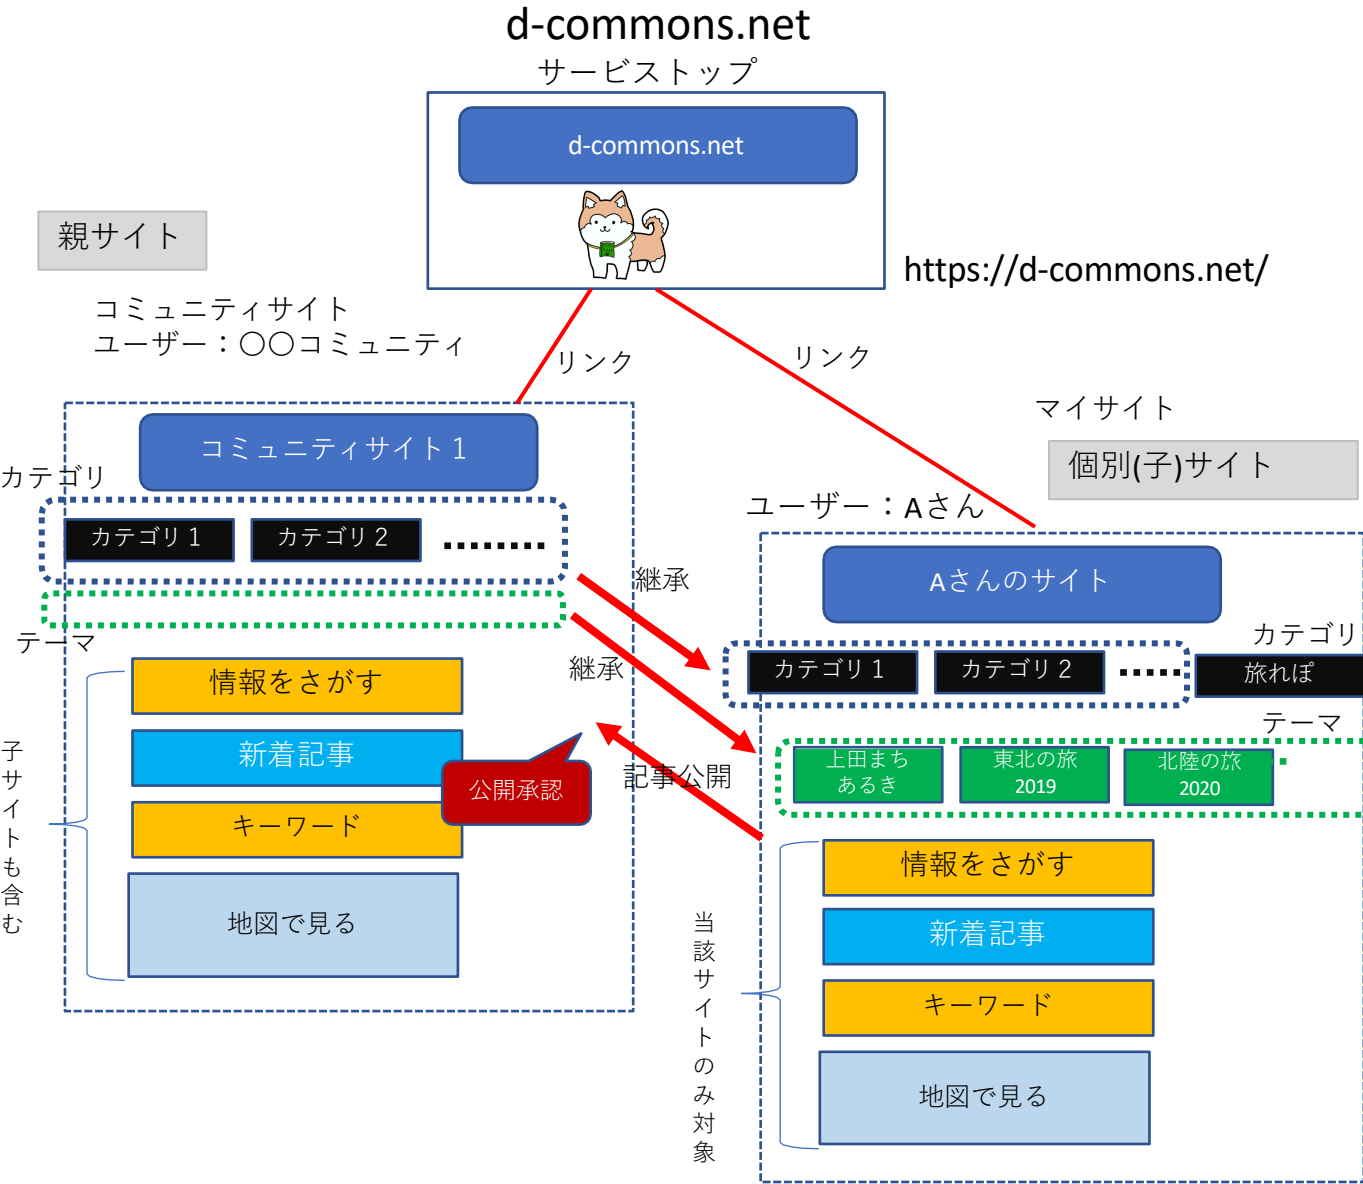 d-commons.net
サービストップ
d-commons.net
親サイト
https://d-commons.net/
コミュニティサイト
ユーザー：〇〇コミュニティ
リンク
リンク
マイサイト
個別(子)サイト
コミュニティサイト１
カテゴリ
カテゴリ１
カテゴリ２
………
テーマ
継承
継承
情報をさがす
新着記事
公開承認
記事公開
キーワード
地図で見る
子サイトも含む
ユーザー：Aさん
Aさんのサイト
カテゴリ
カテゴリ１
カテゴリ２
……
旅れぽ
テーマ
上田まち
あるき
東北の旅
2019
北陸の旅
2020
情報をさがす
新着記事
キーワード
地図で見る
当該サイトのみ対象